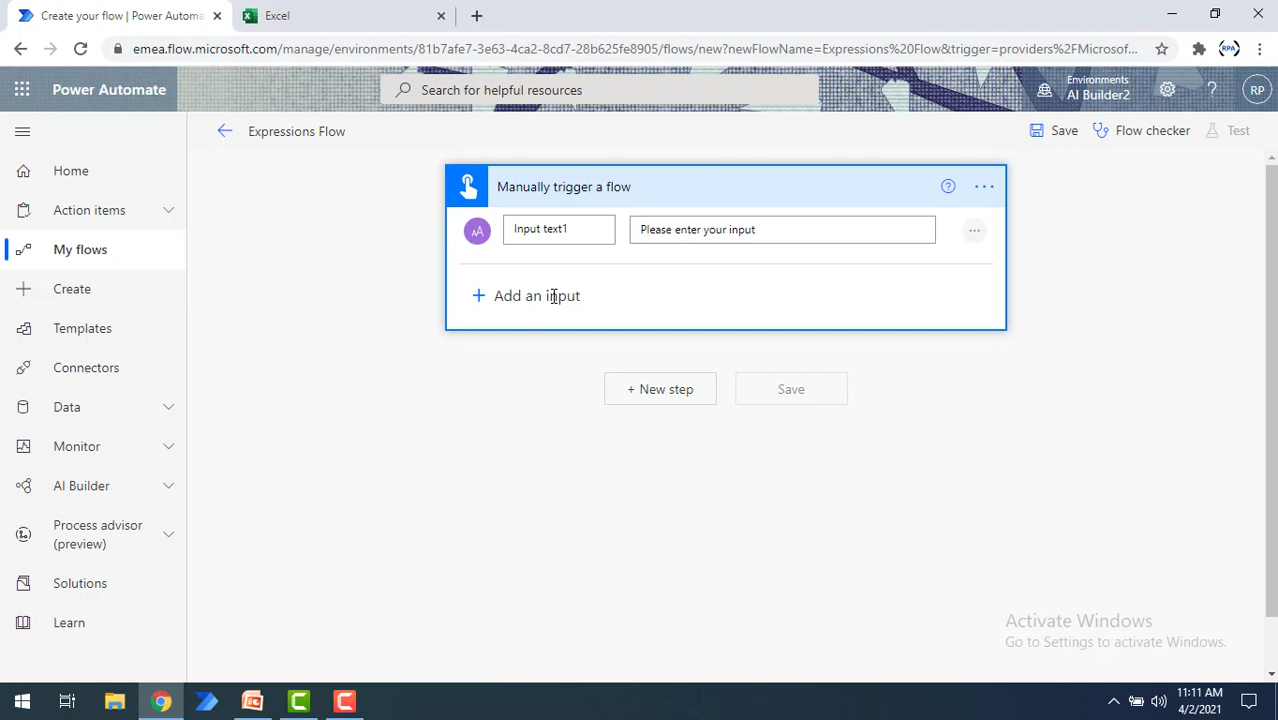 Create your flow | Power Automa
Excel
emea.flow.microsoft.com/manage/environments/81b7afe7-3e63-4ca2-8cd7-28b625fe8905/flows/new?newFlowName=Expressions%20Flow&trigger=providers%2FMicrosof...
RPA
Power Automate
Search for helpful resources
Environments
AI Builder2
RP
Expressions Flow
Save
Flow checker
Test
Home
Action items
My flows
Create
Templates
Connectors
Data
Monitor
AI Builder
Process advisor
(preview)
Solutions
Learn
Manually trigger a flow
Input text1
Please enter your input
Add an input
+ New step
Save
Activate Windows
Go to Settings to activate Windows.
11:11 AM
4/2/2021